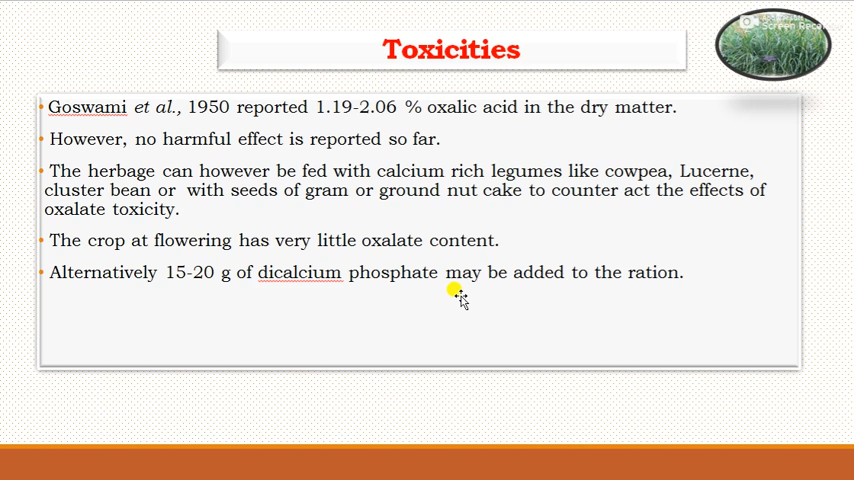 Toxicities
Screen Reco
Goswami et al., 1950 reported 1.19-2.06 % oxalic acid in the dry matter.
However, no harmful effect is reported so far.
The herbage can however be fed with calcium rich legumes like cowpea, Lucerne,
cluster bean or with seeds of gram or ground nut cake to counter act the effects of
oxalate toxicity.
The crop at flowering has very little oxalate content.
Alternatively 15-20 g of dicalcium phosphate may be added to the ration.